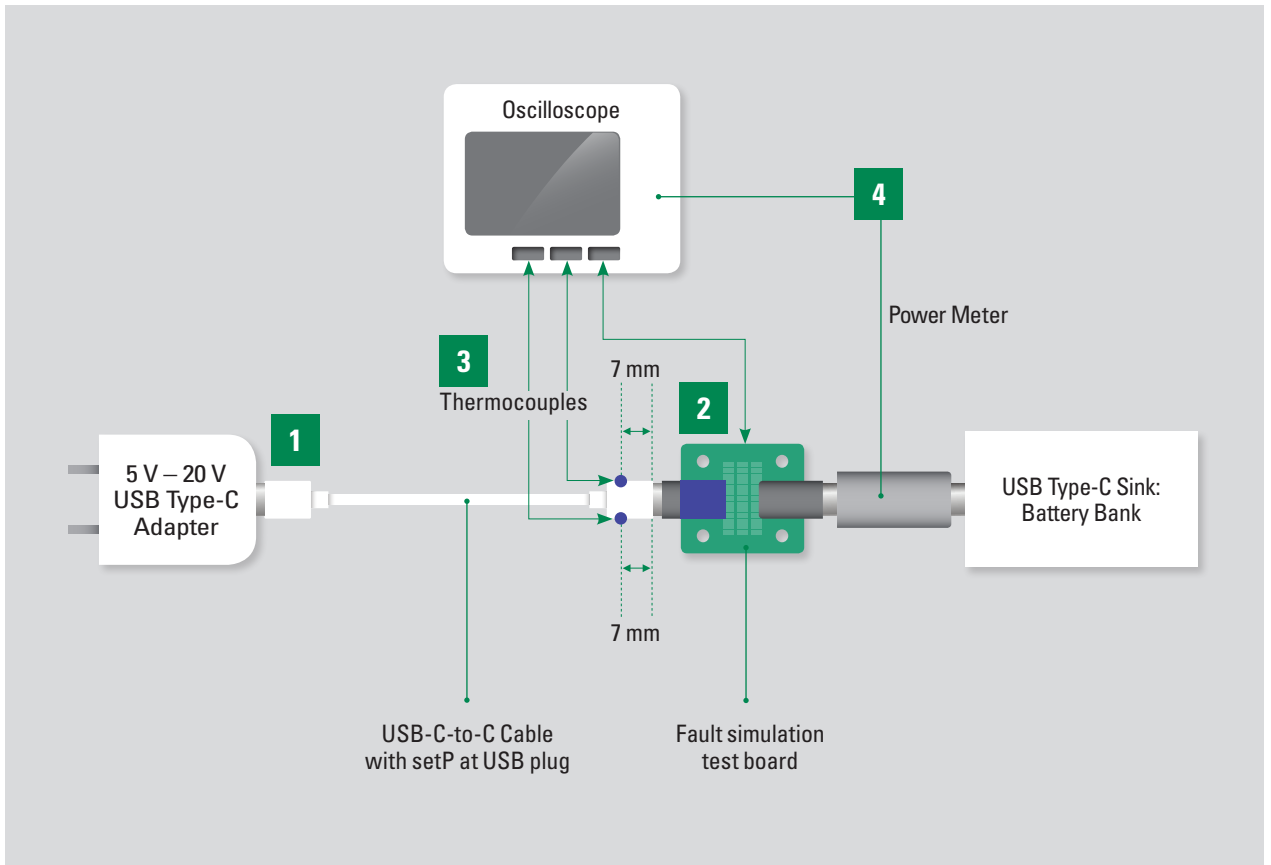 Oscilloscope
4
Power Meter
3
7 mm
Thermocouples
2
1
5 V – 20 V
USB Type-C
Adapter
USB Type-C Sink:
Battery Bank
7 mm
USB-C-to-C Cable
with setP at USB plug
Fault simulation
test board